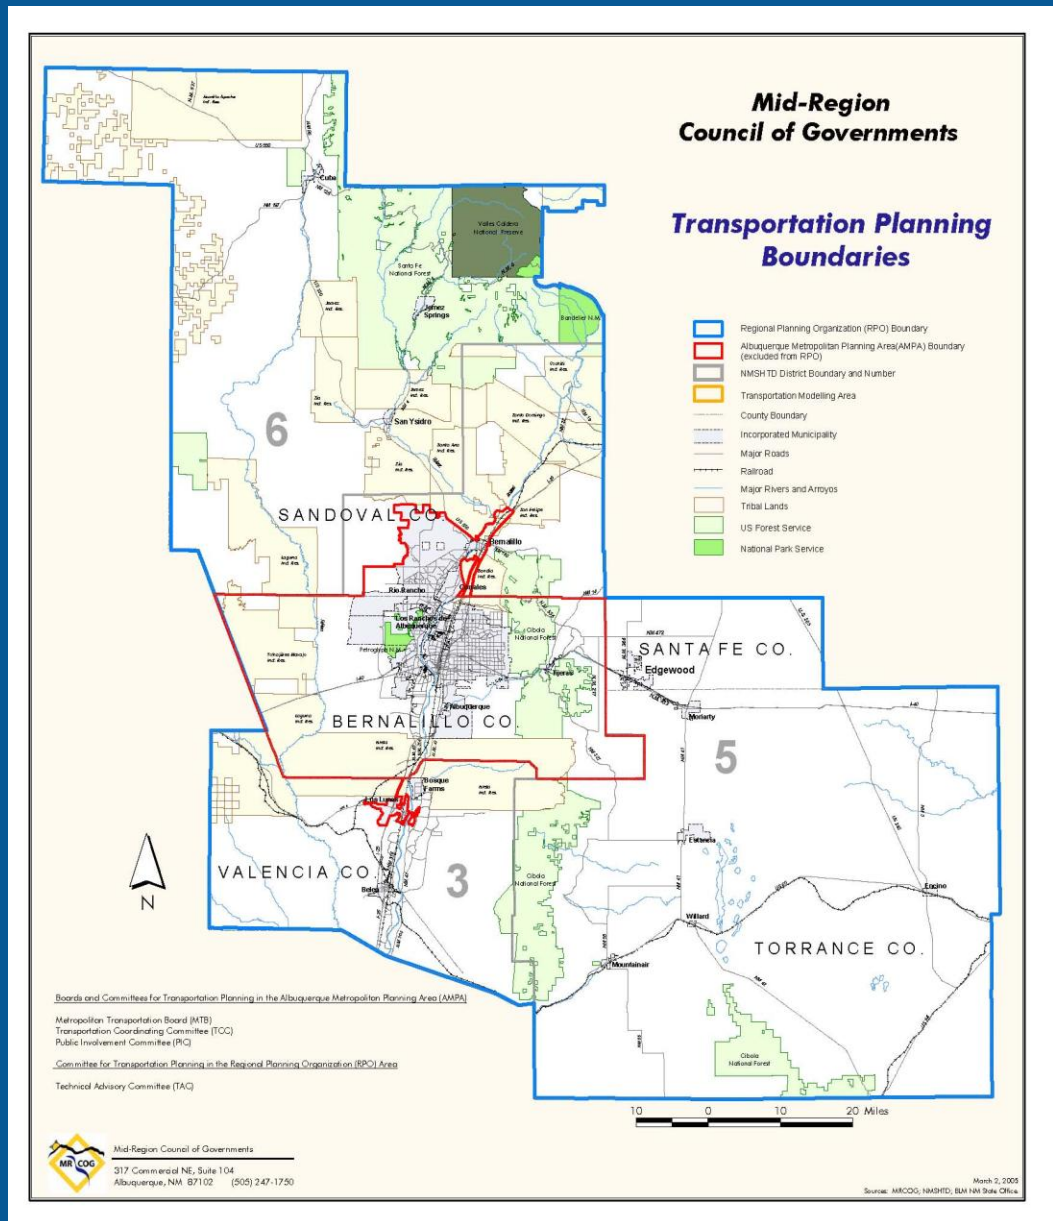 Mid-Region
Council of Governments
Transportation Planning
Boundaries
Regional Planning Organization (RPO) Boundary
Albuquerque Metropolitan Planning Area(AMPA) Boundary
(excluded from RPO)
NMSHTD District Boundary and Number
Transportation Modelling Area
County Boundary
Incorporated Municipality
Major Roads
Railroad
Major Rivers and Arroyos
Tribal Lands
US Forest Service
National Park Service
Cuba
Valles Caldera
National Preserve
Santa Fe
National Forest
Jemez
Springs
Bandelier N.M.
6
San Ysidro
SANDOVAL CO.
Bernalillo
Corrales
Rio Rancho
Los Ranchos de
Albuquerque
Petroglyph N.M.
Cibola
National Forest
Tijeras
SANTA FE CO.
Edgewood
Moriarty
Albuquerque
BERNALILLO CO.
5
Bosque
Farms
Los Lunas
Estancia
VALENCIA CO.
3
Belen
Cibola
National Forest
Encino
Willard
TORRANCE CO.
Mountainair
Cibola
National Forest
N
Boards and Committees for Transportation Planning in the Albuquerque Metropolitan Planning Area (AMPA)
Metropolitan Transportation Board (MTB)
Transportation Coordinating Committee (TCC)
Public Involvement Committee (PIC)
Committee for Transportation Planning in the Regional Planning Organization (RPO) Area
Technical Advisory Committee (TAC)
10 0 10 20 Miles
MRCOG
Mid-Region Council of Governments
317 Commercial NE, Suite 104
Albuquerque, NM 87102 (505) 247-1750
March 2, 2005
Sources: MRCOG; NMSHTD; BLM NM State Office.